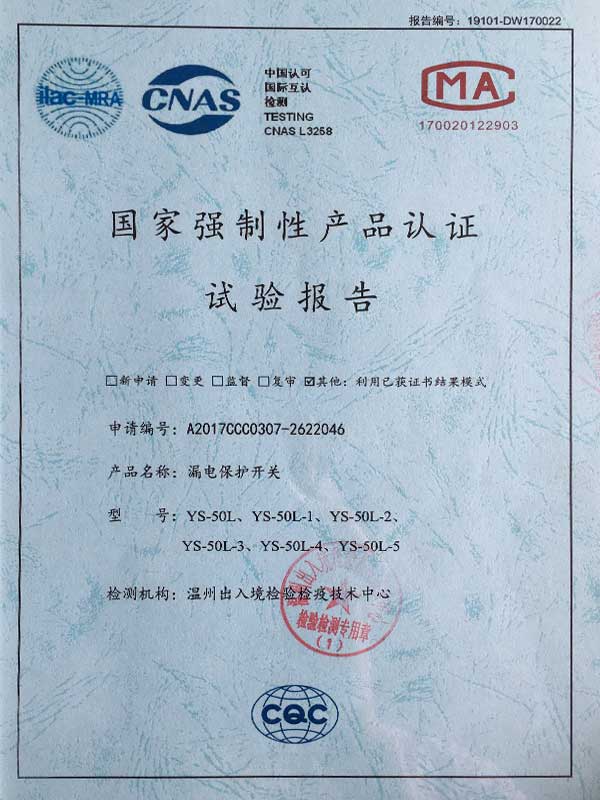 报告编号：19101-DW170022
ilac-MRA
CNAS
中国认可
国际互认
检测
TESTING
CNAS L3258
MA
170020122903
国家强制性产品认证
试验报告
□新申请 □变更 □监督 □复审 ☑其他：利用已获证书结果模式
申请编号：A2017CCC0307-2622046
产品名称：漏电保护开关
型 号：YS-50L、YS-50L-1、YS-50L-2、
YS-50L-3、YS-50L-4、YS-50L-5
检测机构：温州出入境检验检疫技术中心
检验检测专用章
(1)
CQC